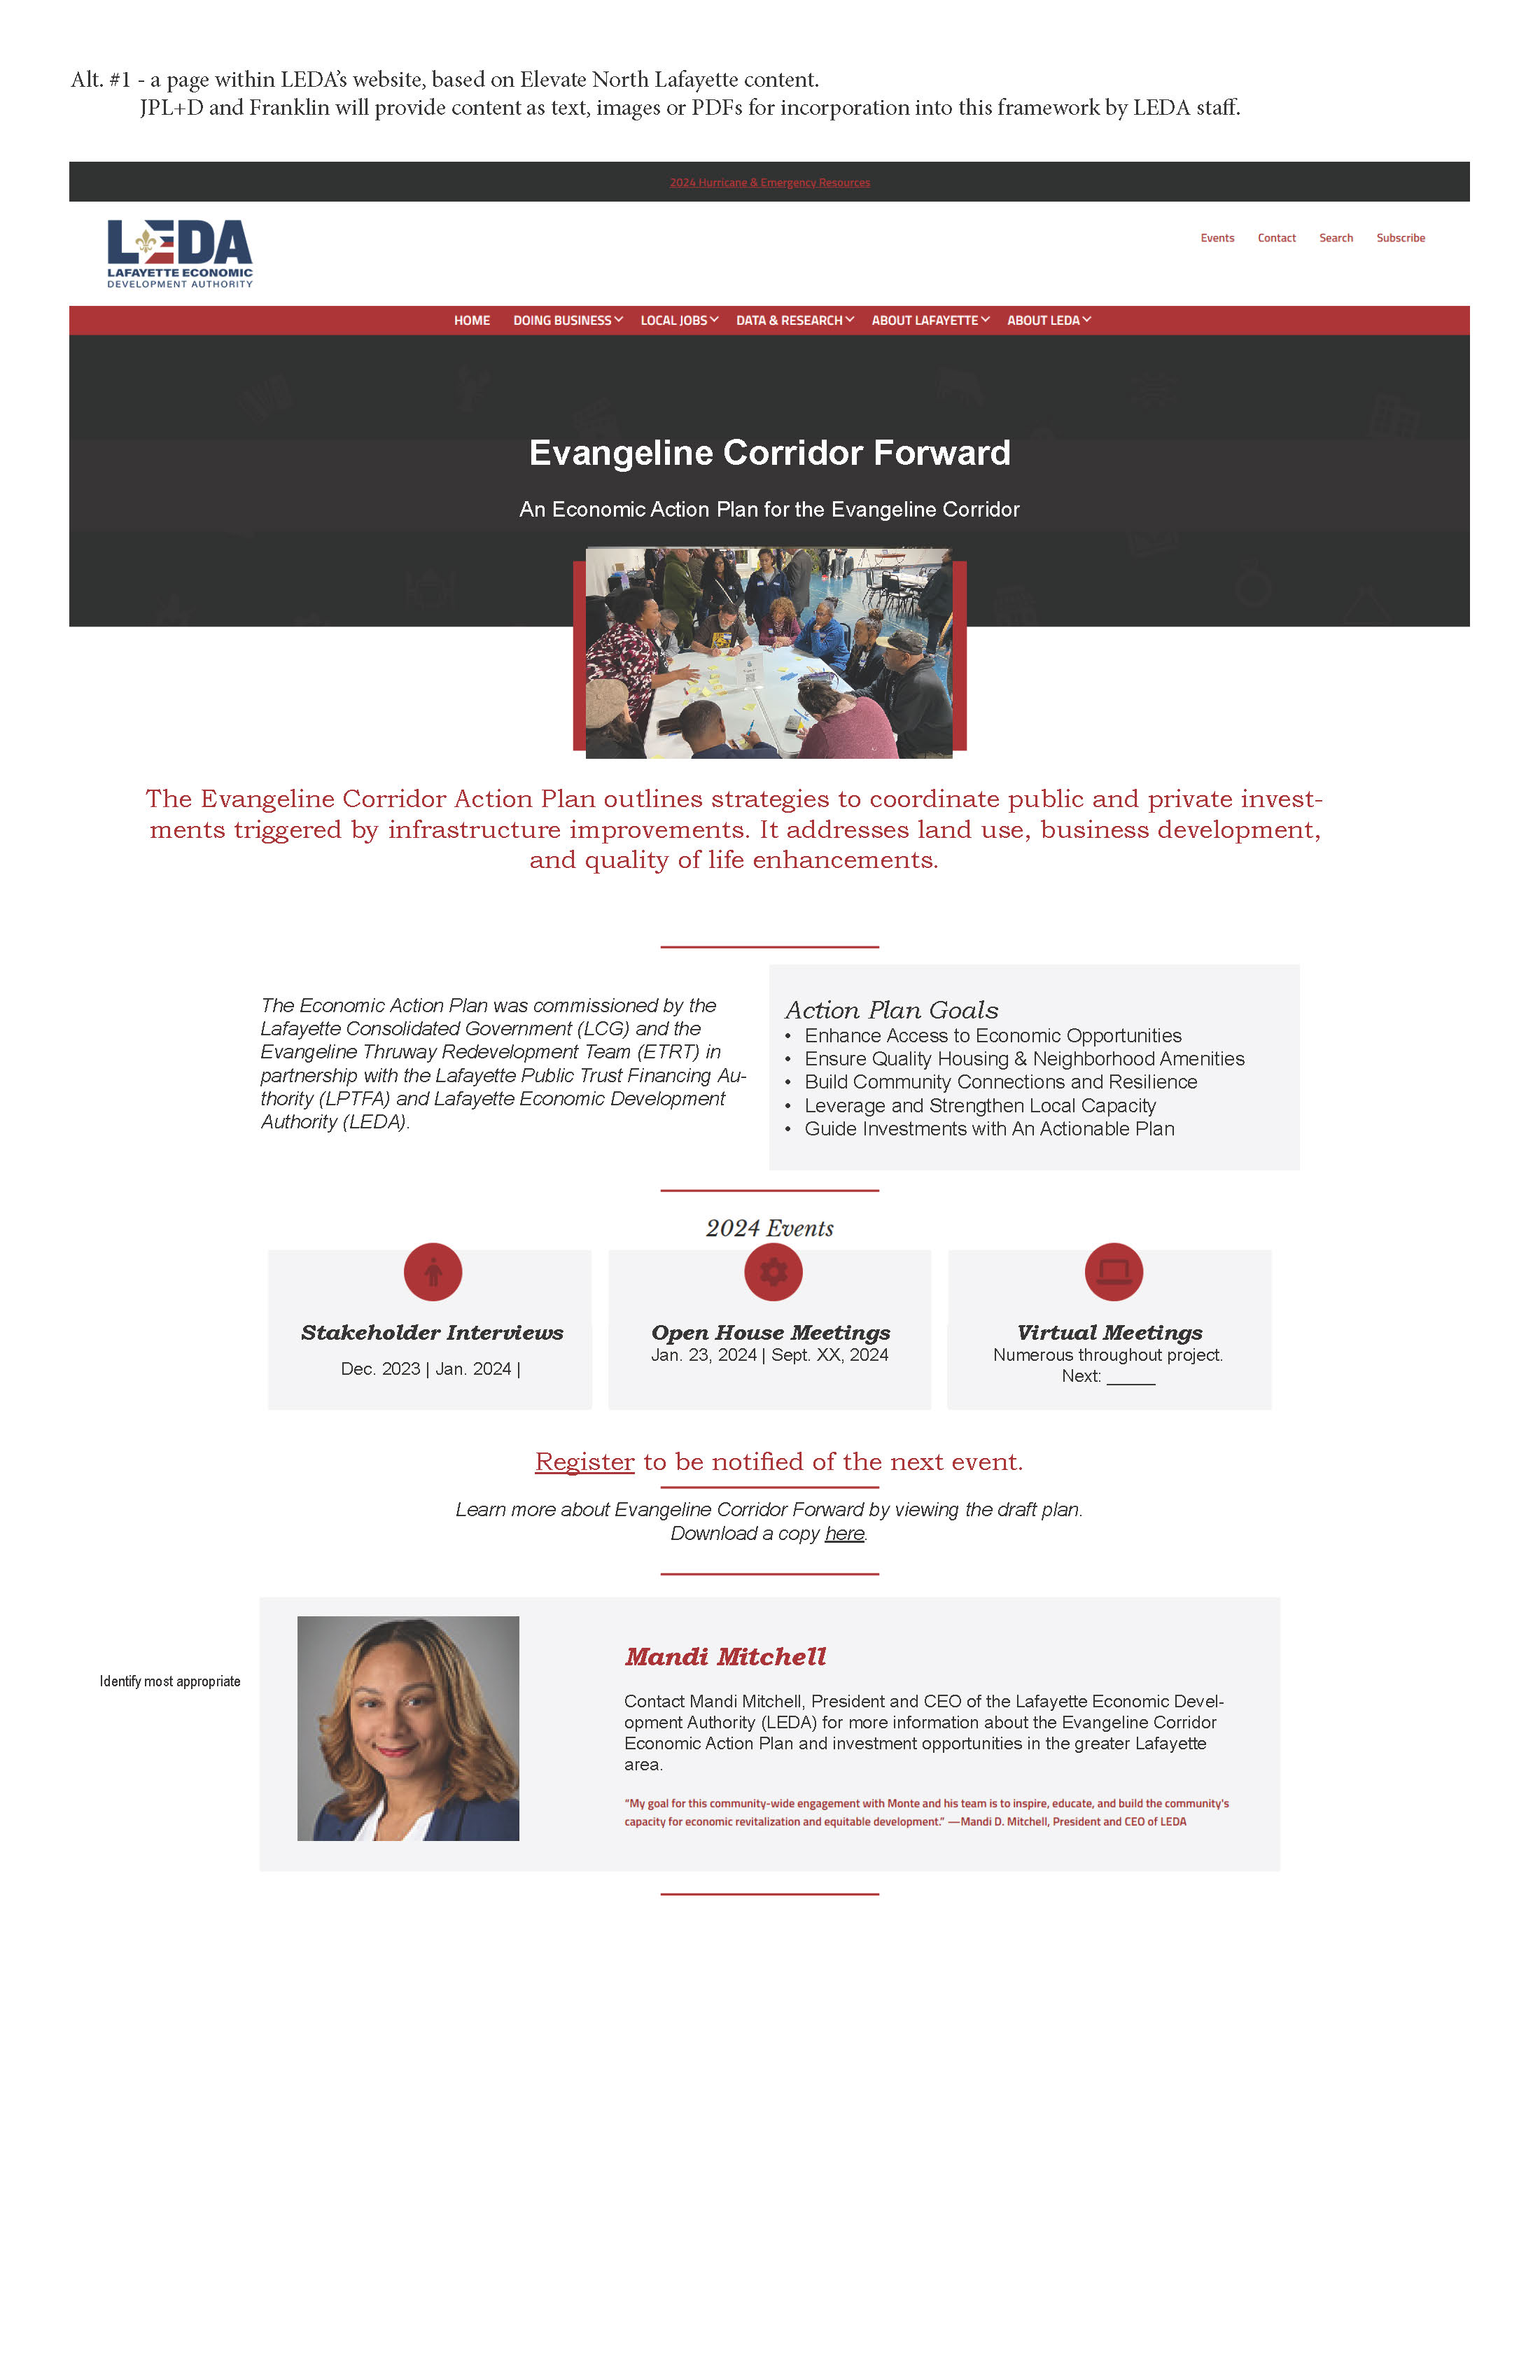 Alt. #1 - a page within LEDA's website, based on Elevate North Lafayette content.
JPL+D and Franklin will provide content as text, images or PDFs for incorporation into this framework by LEDA staff.
2024 Hurricane & Emergency Resources
LEDA
LAFAYETTE ECONOMIC
DEVELOPMENT AUTHORITY
Events Contact Search Subscribe
HOME DOING BUSINESS LOCAL JOBS DATA & RESEARCH ABOUT LAFAYETTE ABOUT LEDA
Evangeline Corridor Forward
An Economic Action Plan for the Evangeline Corridor
The Evangeline Corridor Action Plan outlines strategies to coordinate public and private invest-
ments triggered by infrastructure improvements. It addresses land use, business development,
and quality of life enhancements.
The Economic Action Plan was commissioned by the
Lafayette Consolidated Government (LCG) and the
Evangeline Thruway Redevelopment Team (ETRT) in
partnership with the Lafayette Public Trust Financing Au-
thority (LPTFA) and Lafayette Economic Development
Authority (LEDA).
Action Plan Goals
• Enhance Access to Economic Opportunities
• Ensure Quality Housing & Neighborhood Amenities
• Build Community Connections and Resilience
• Leverage and Strengthen Local Capacity
• Guide Investments with An Actionable Plan
2024 Events
Stakeholder Interviews
Dec. 2023 | Jan. 2024 |
Open House Meetings
Jan. 23, 2024 | Sept. XX, 2024
Virtual Meetings
Numerous throughout project.
Next: _____
Register to be notified of the next event.
Learn more about Evangeline Corridor Forward by viewing the draft plan.
Download a copy here.
Identify most appropriate
Mandi Mitchell
Contact Mandi Mitchell, President and CEO of the Lafayette Economic Devel-
opment Authority (LEDA) for more information about the Evangeline Corridor
Economic Action Plan and investment opportunities in the greater Lafayette
area.
"My goal for this community-wide engagement with Monte and his team is to inspire, educate, and build the community's
capacity for economic revitalization and equitable development." —Mandi D. Mitchell, President and CEO of LEDA